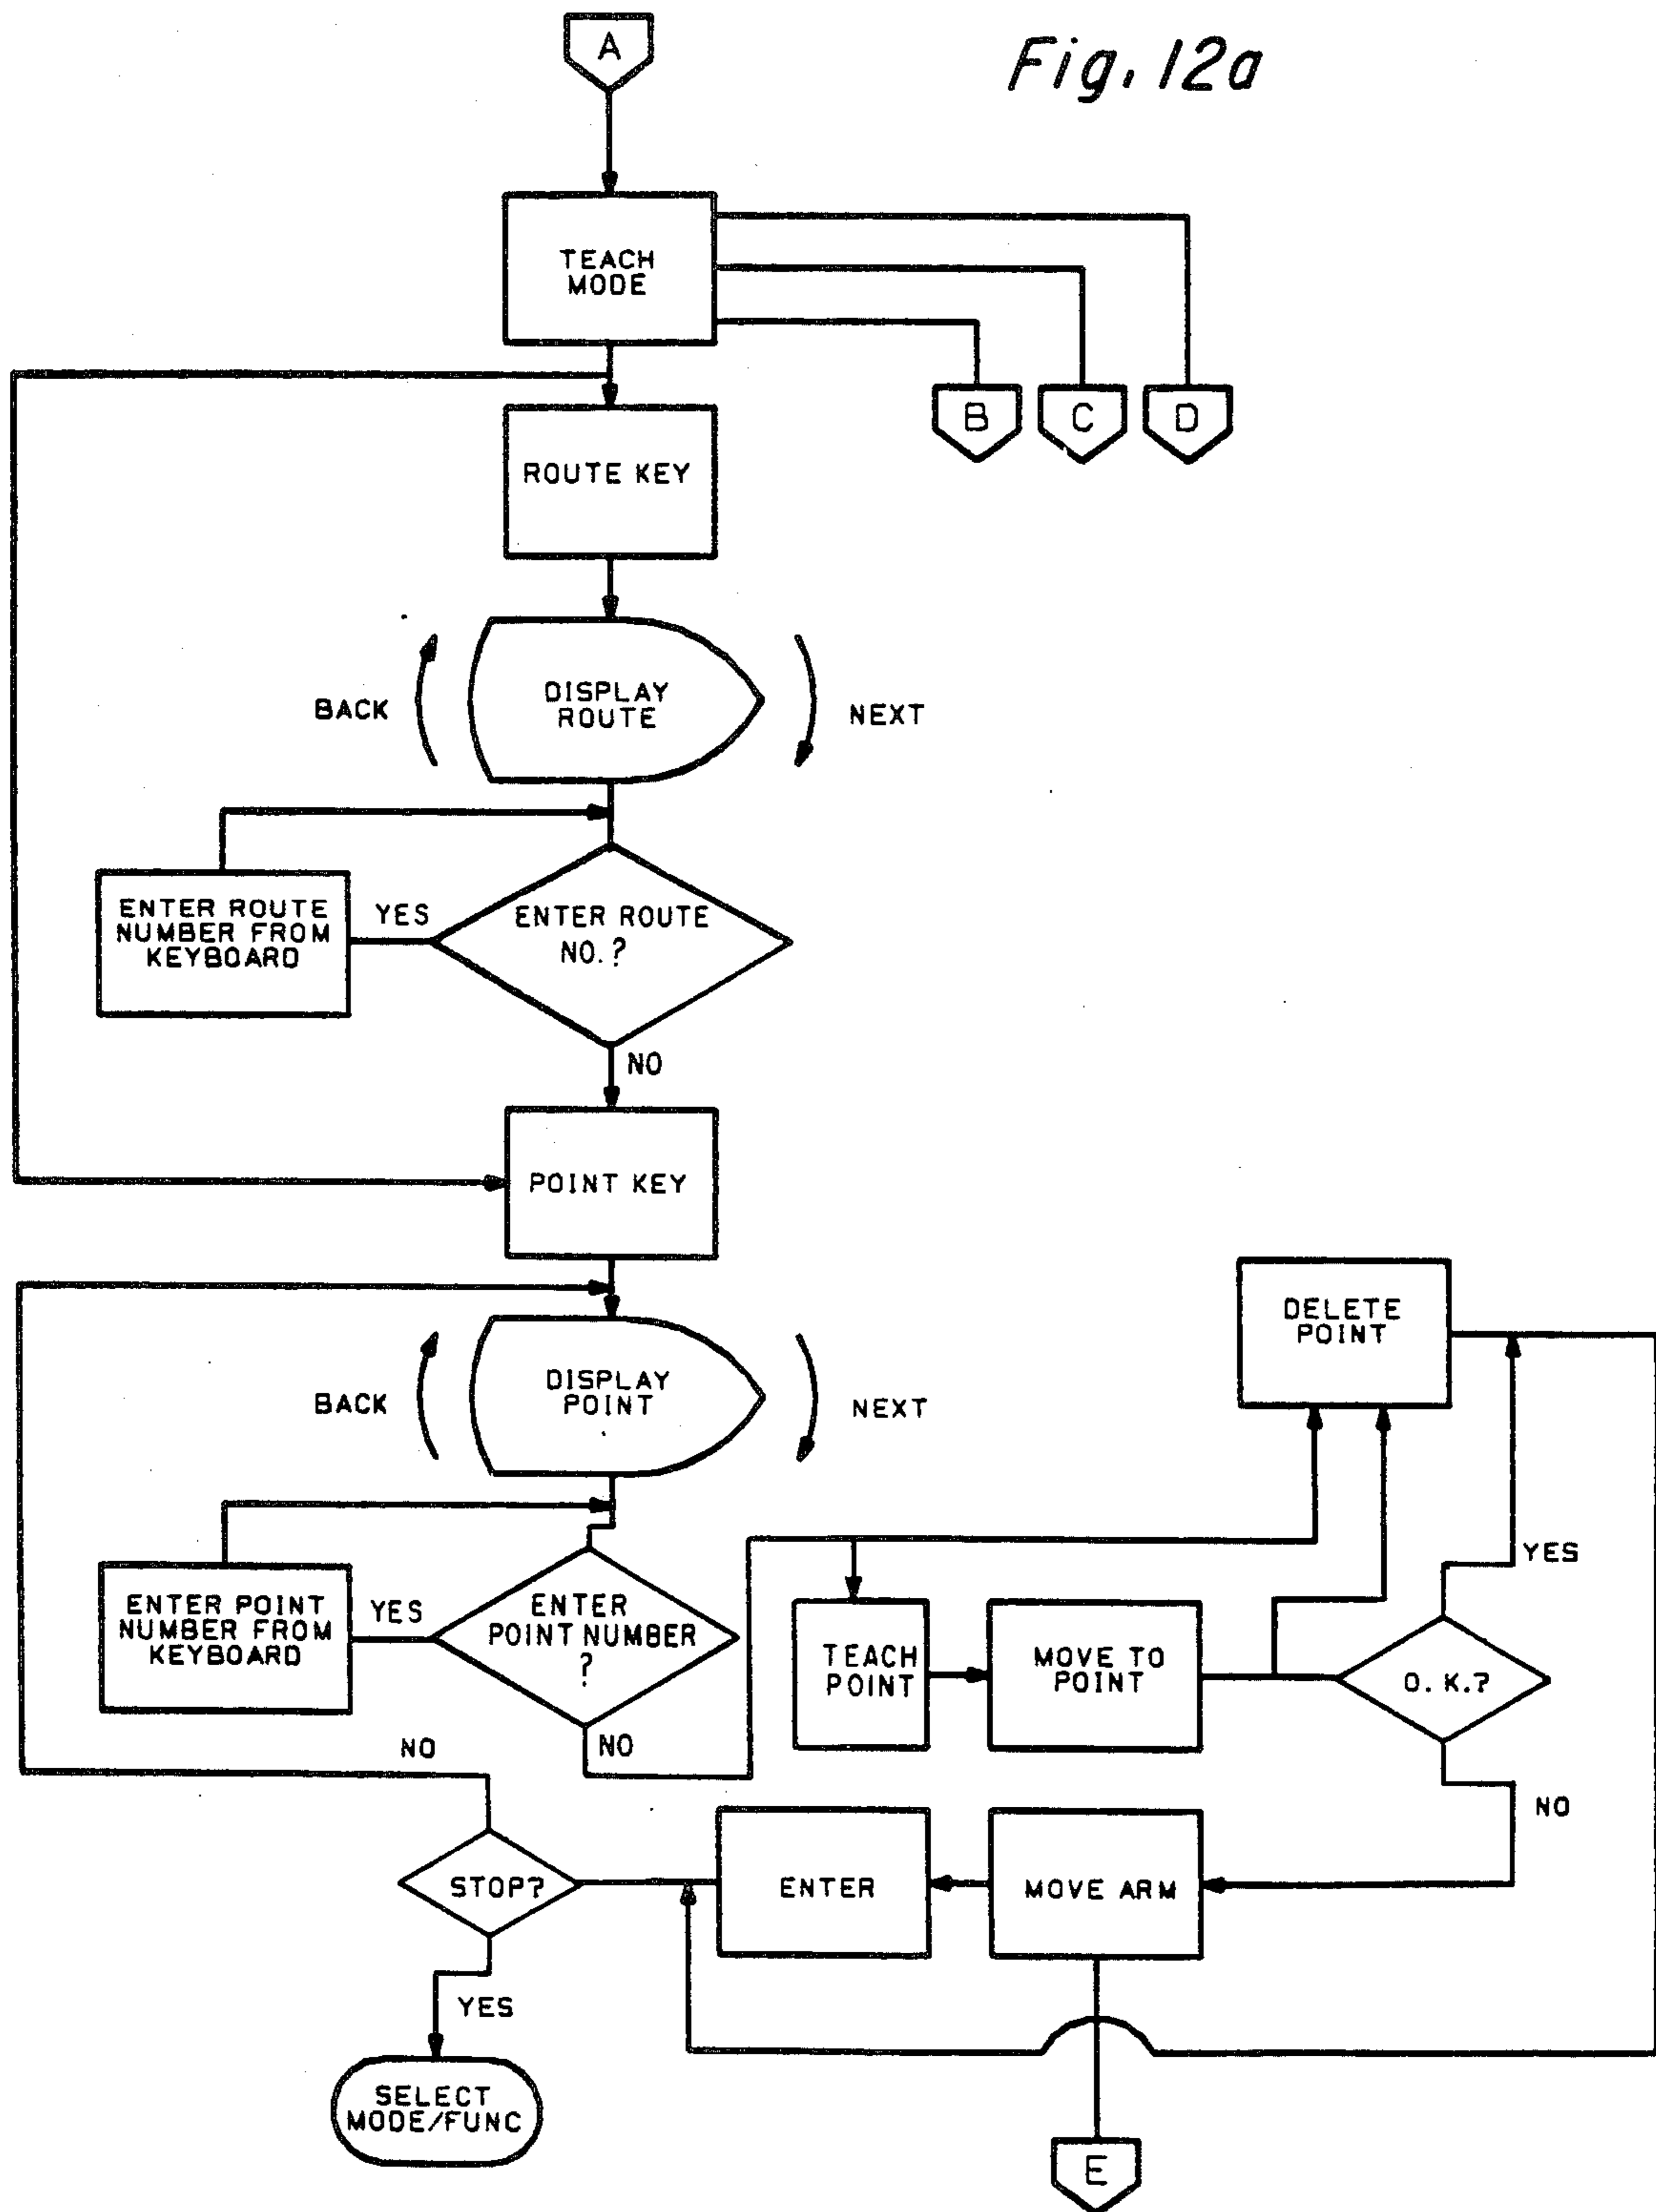 Fig. 12a
A
TEACH
MODE
B
C
D
ROUTE KEY
BACK
DISPLAY
ROUTE
NEXT
ENTER ROUTE
NUMBER FROM
KEYBOARD
YES
ENTER ROUTE
NO.?
NO
POINT KEY
BACK
DISPLAY
POINT
NEXT
DELETE
POINT
ENTER POINT
NUMBER FROM
KEYBOARD
YES
ENTER
POINT NUMBER
?
NO
TEACH
POINT
MOVE TO
POINT
O.K.?
YES
NO
NO
STOP?
ENTER
MOVE ARM
YES
SELECT
MODE/FUNC
E